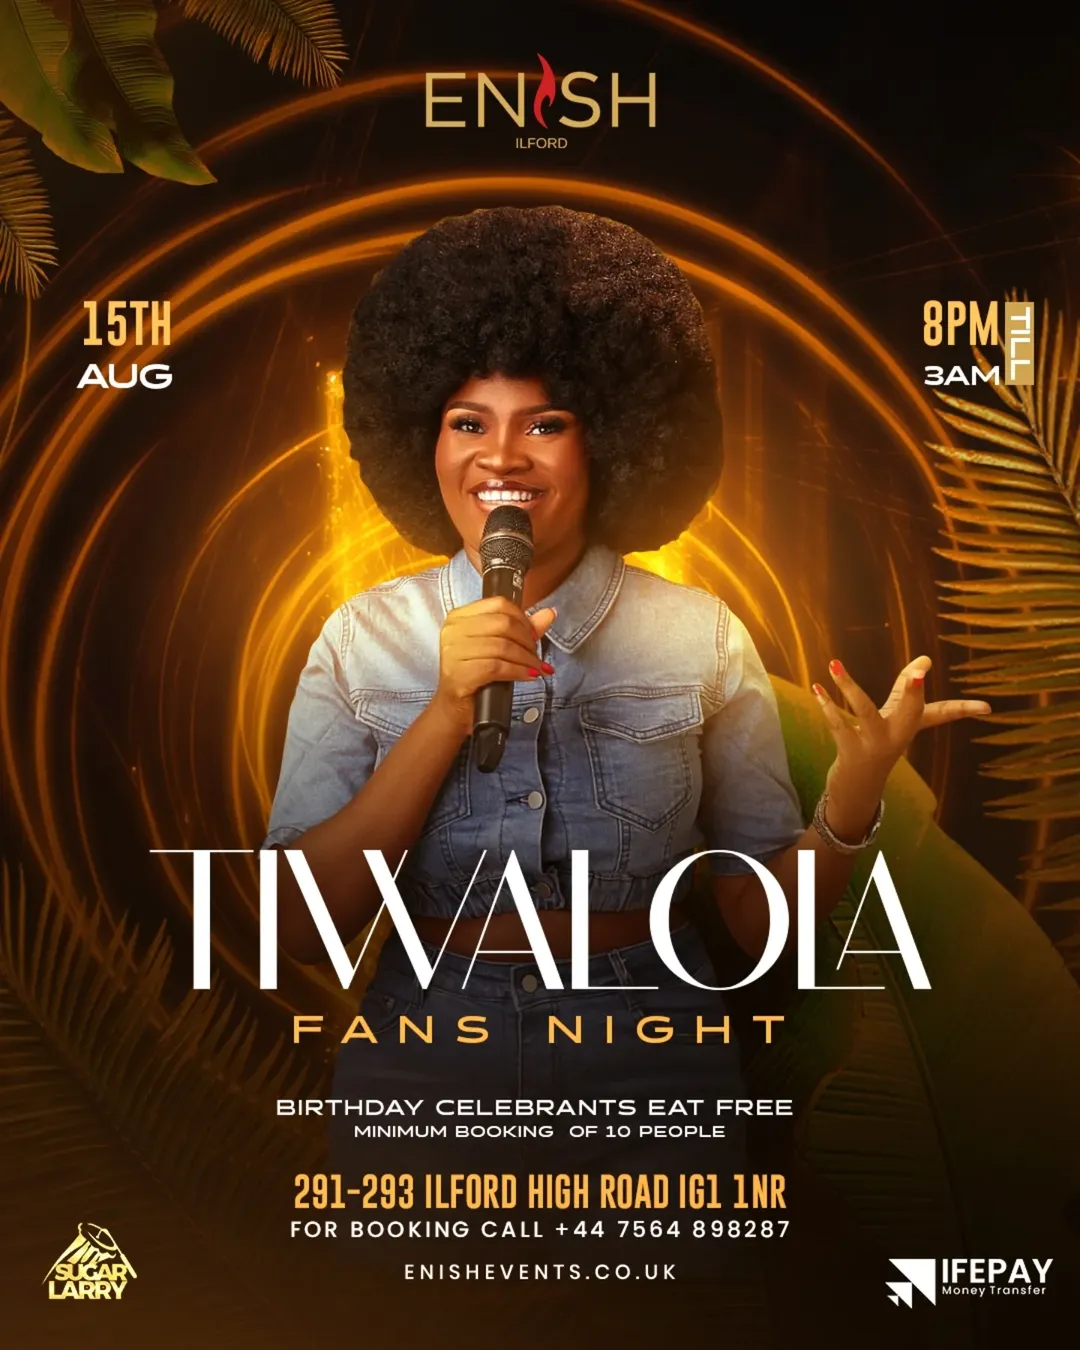 ENISH
ILFORD
15TH
AUG
8PM
TILL
3AM
TIWALOLA
FANS NIGHT
BIRTHDAY CELEBRANTS EAT FREE
MINIMUM BOOKING OF 10 PEOPLE
291-293 ILFORD HIGH ROAD IG1 1NR
FOR BOOKING CALL +44 7564 898287
ENISHEVENTS.CO.UK
SUGAR
LARRY
IFEPAY
Money Transfer